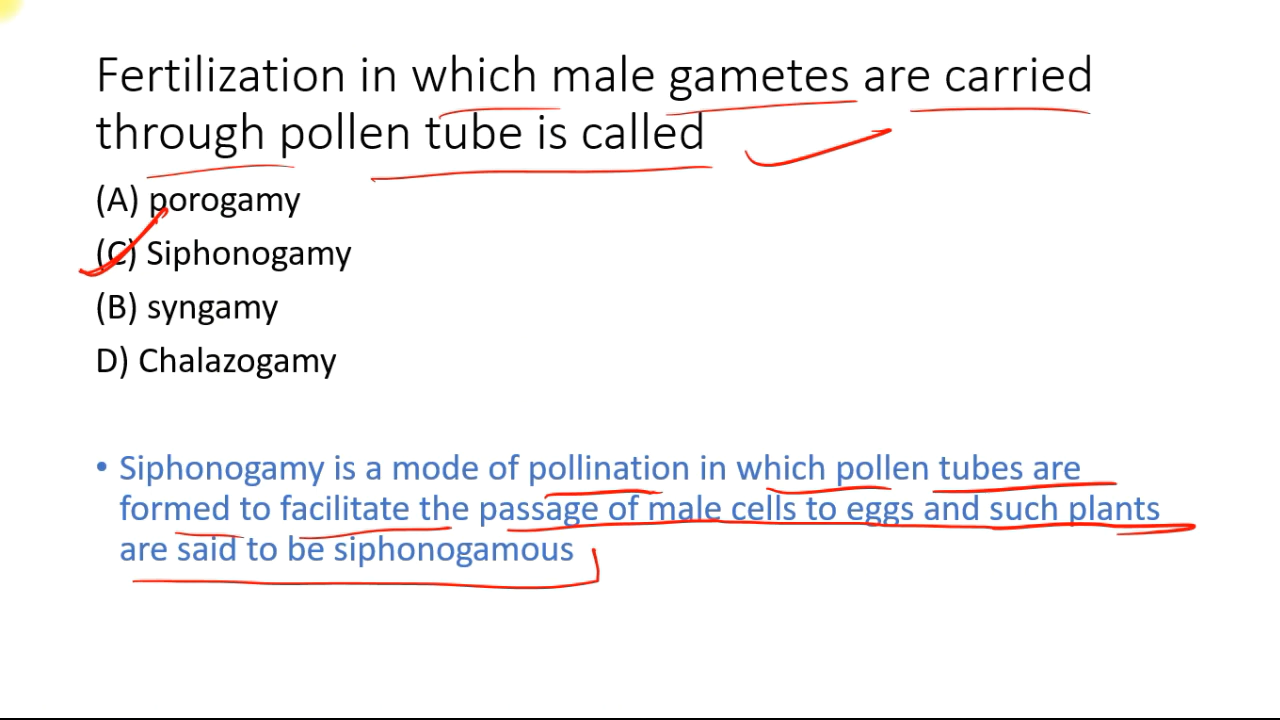 Fertilization in which male gametes are carried
through pollen tube is called
(A) porogamy
(C) Siphonogamy
(B) syngamy
D) Chalazogamy
• Siphonogamy is a mode of pollination in which pollen tubes are
formed to facilitate the passage of male cells to eggs and such plants
are said to be siphonogamous